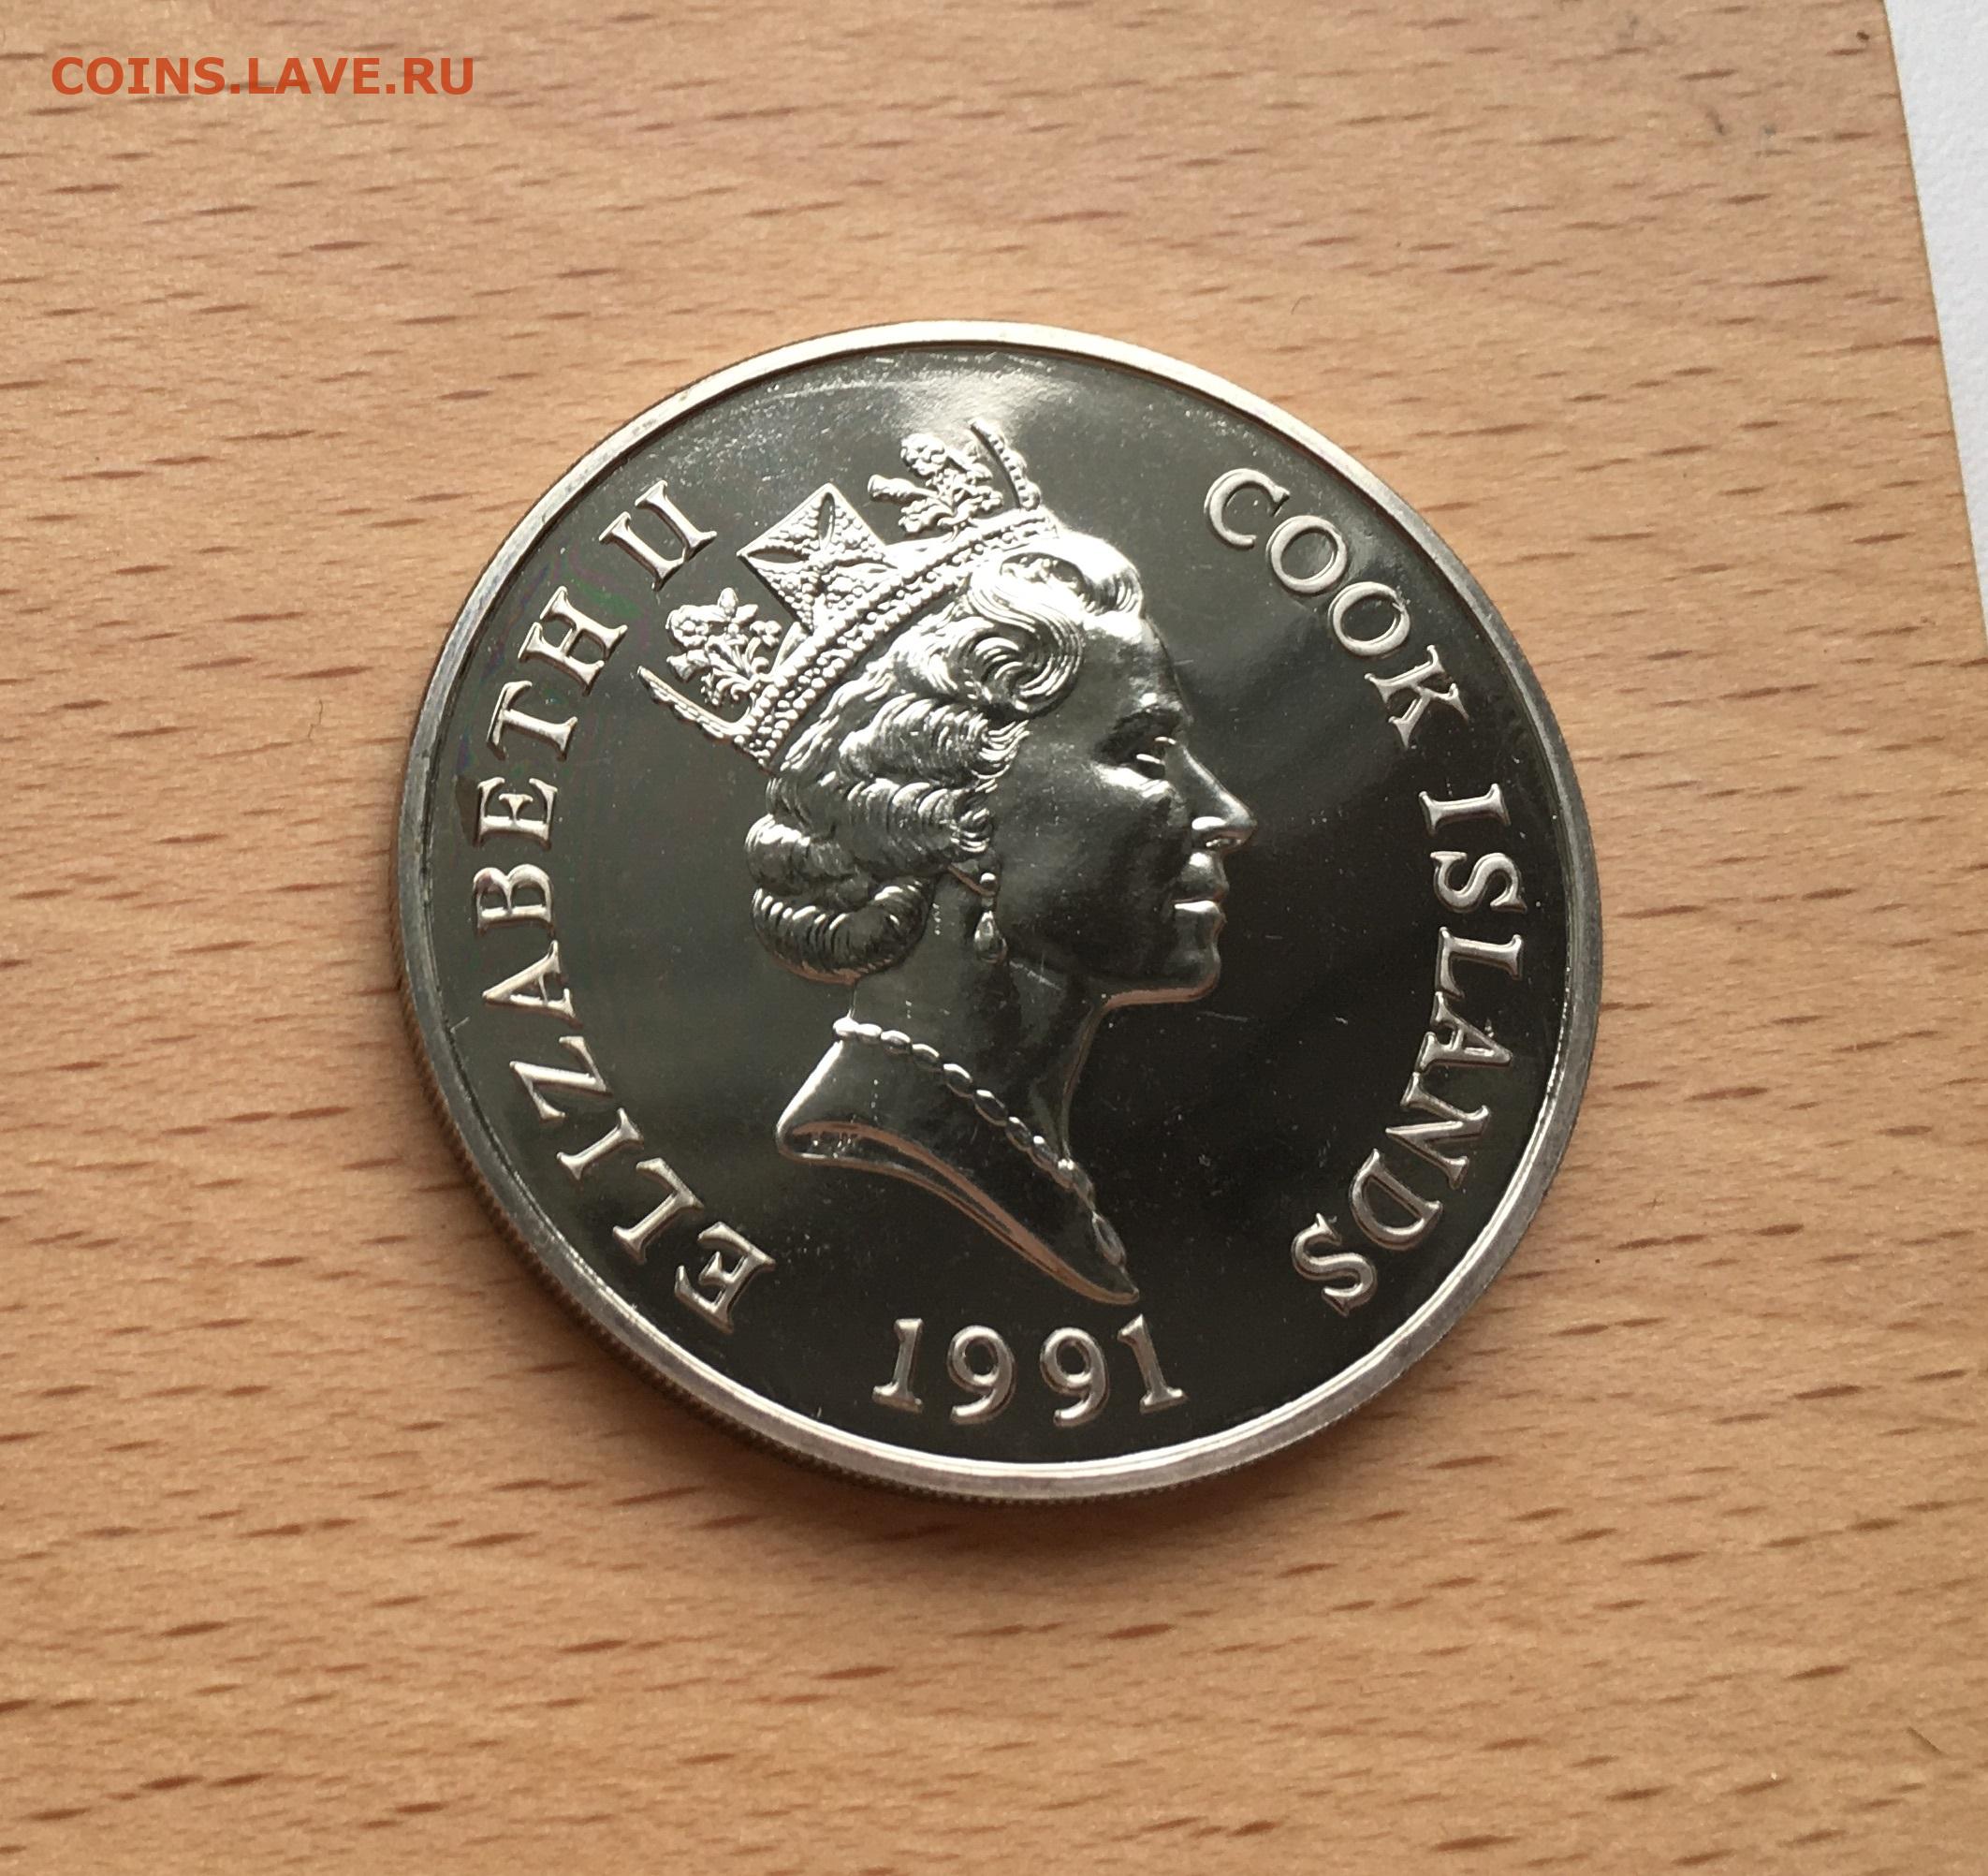 COINS.LAVE.RU
ELIZABETH II
COOK ISLANDS
1991